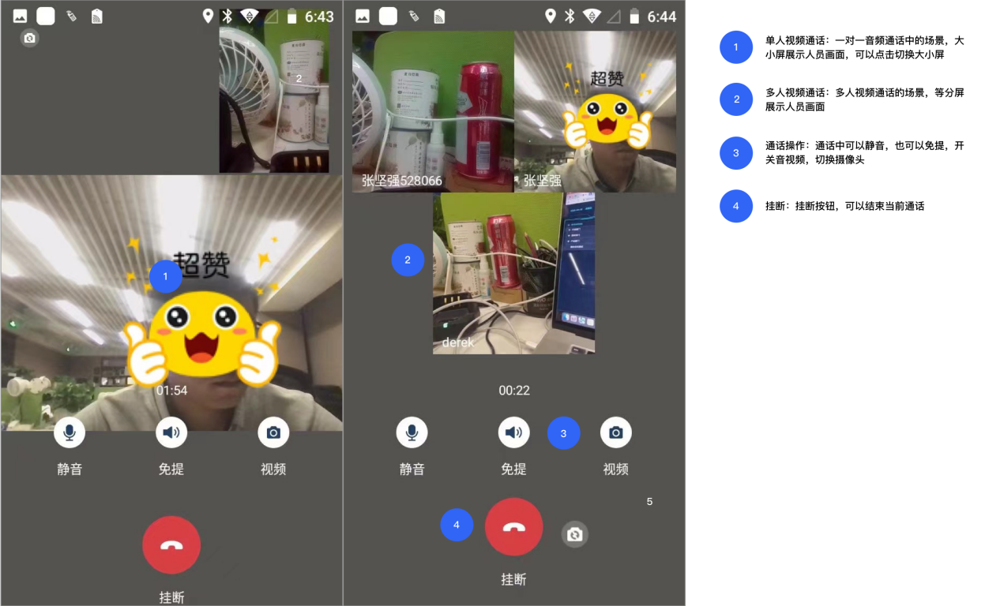 6:43
2
超赞
1
01:54
静音
免提
视频
挂断
6:44
超赞
张坚强528066
张坚强
2
derek
00:22
3
静音
免提
视频
5
4
挂断
1
单人视频通话：一对一音频通话中的场景，大
小屏展示人员画面，可以点击切换大小屏
2
多人视频通话：多人视频通话的场景，等分屏
展示人员画面
3
通话操作：通话中可以静音，也可以免提，开
关音视频，切换摄像头
4
挂断：挂断按钮，可以结束当前通话